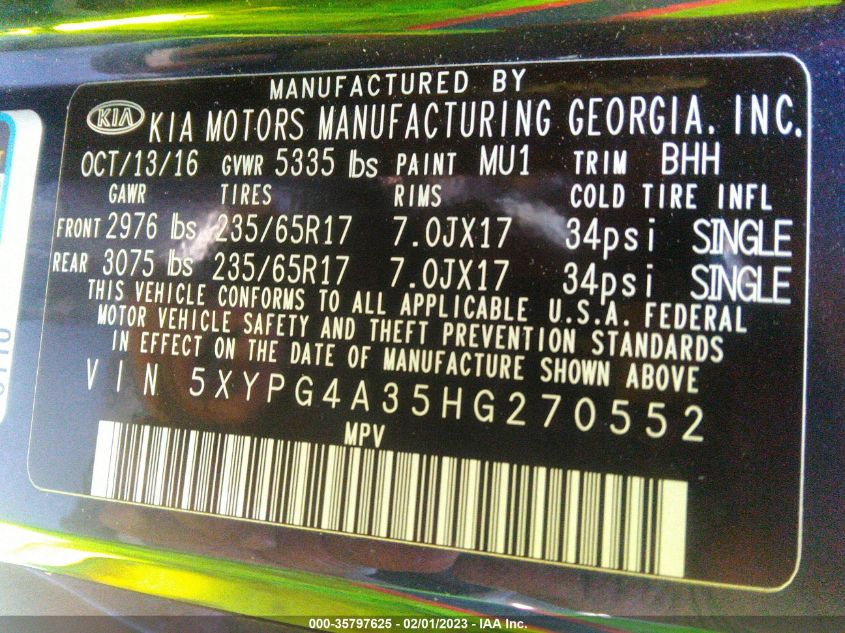 MANUFACTURED BY
KIA KIA MOTORS MANUFACTURING GEORGIA, INC.
OCT/13/16 GVWR 5335 lbs PAINT MU1 TRIM BHH
GAWR TIRES RIMS COLD TIRE INFL
FRONT 2976 lbs 235/65R17 7.0JX17 34psi SINGLE
REAR 3075 lbs 235/65R17 7.0JX17 34psi SINGLE
THIS VEHICLE CONFORMS TO ALL APPLICABLE U.S.A. FEDERAL
MOTOR VEHICLE SAFETY AND THEFT PREVENTION STANDARDS
IN EFFECT ON THE DATE OF MANUFACTURE SHOWN ABOVE
VIN 5XYPG4A35HG270552
MPV
000-35797625 - 02/01/2023 - IAA Inc.